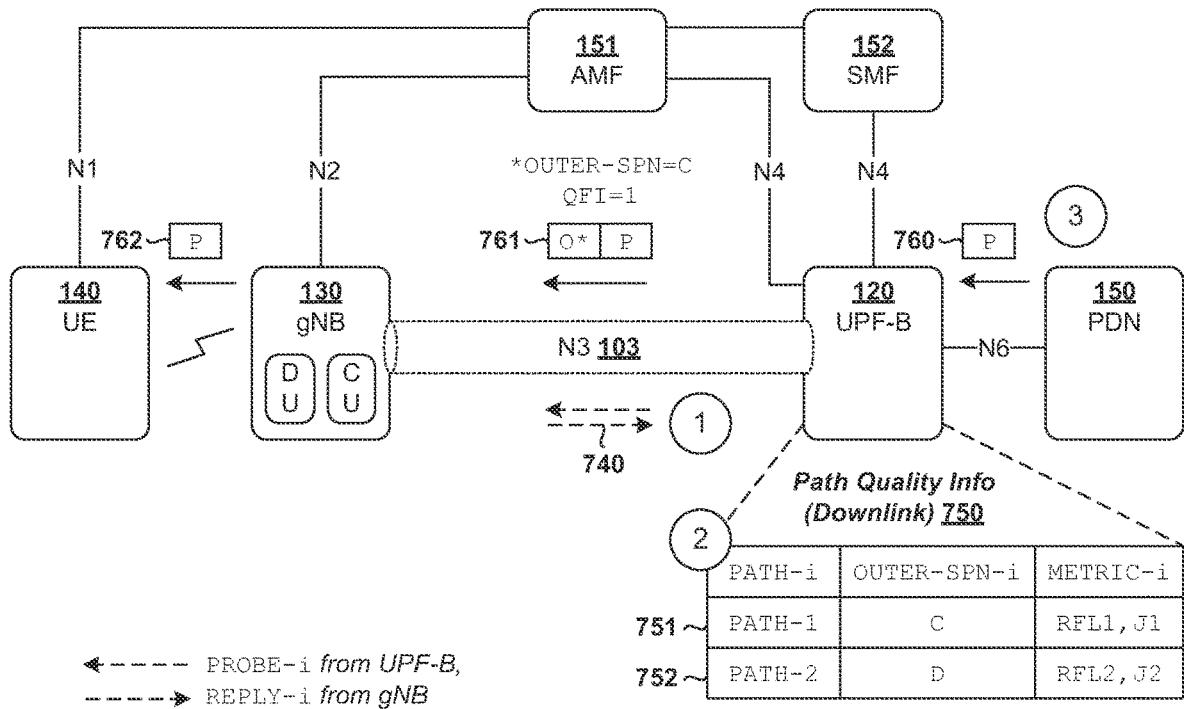 151
AMF
152
SMF
N1
N2
*OUTER-SPN=C
QFI=1
N4
N4
3
762
P
761
O* P
760
P
140
UE
130
gNB
D
U
C
U
N3 103
120
UPF-B
N6
150
PDN
1
740
Path Quality Info
(Downlink) 750
2
PATH-i OUTER-SPN-i METRIC-i
751 PATH-1 C RFL1,J1
752 PATH-2 D RFL2,J2
PROBE-i from UPF-B,
REPLY-i from gNB